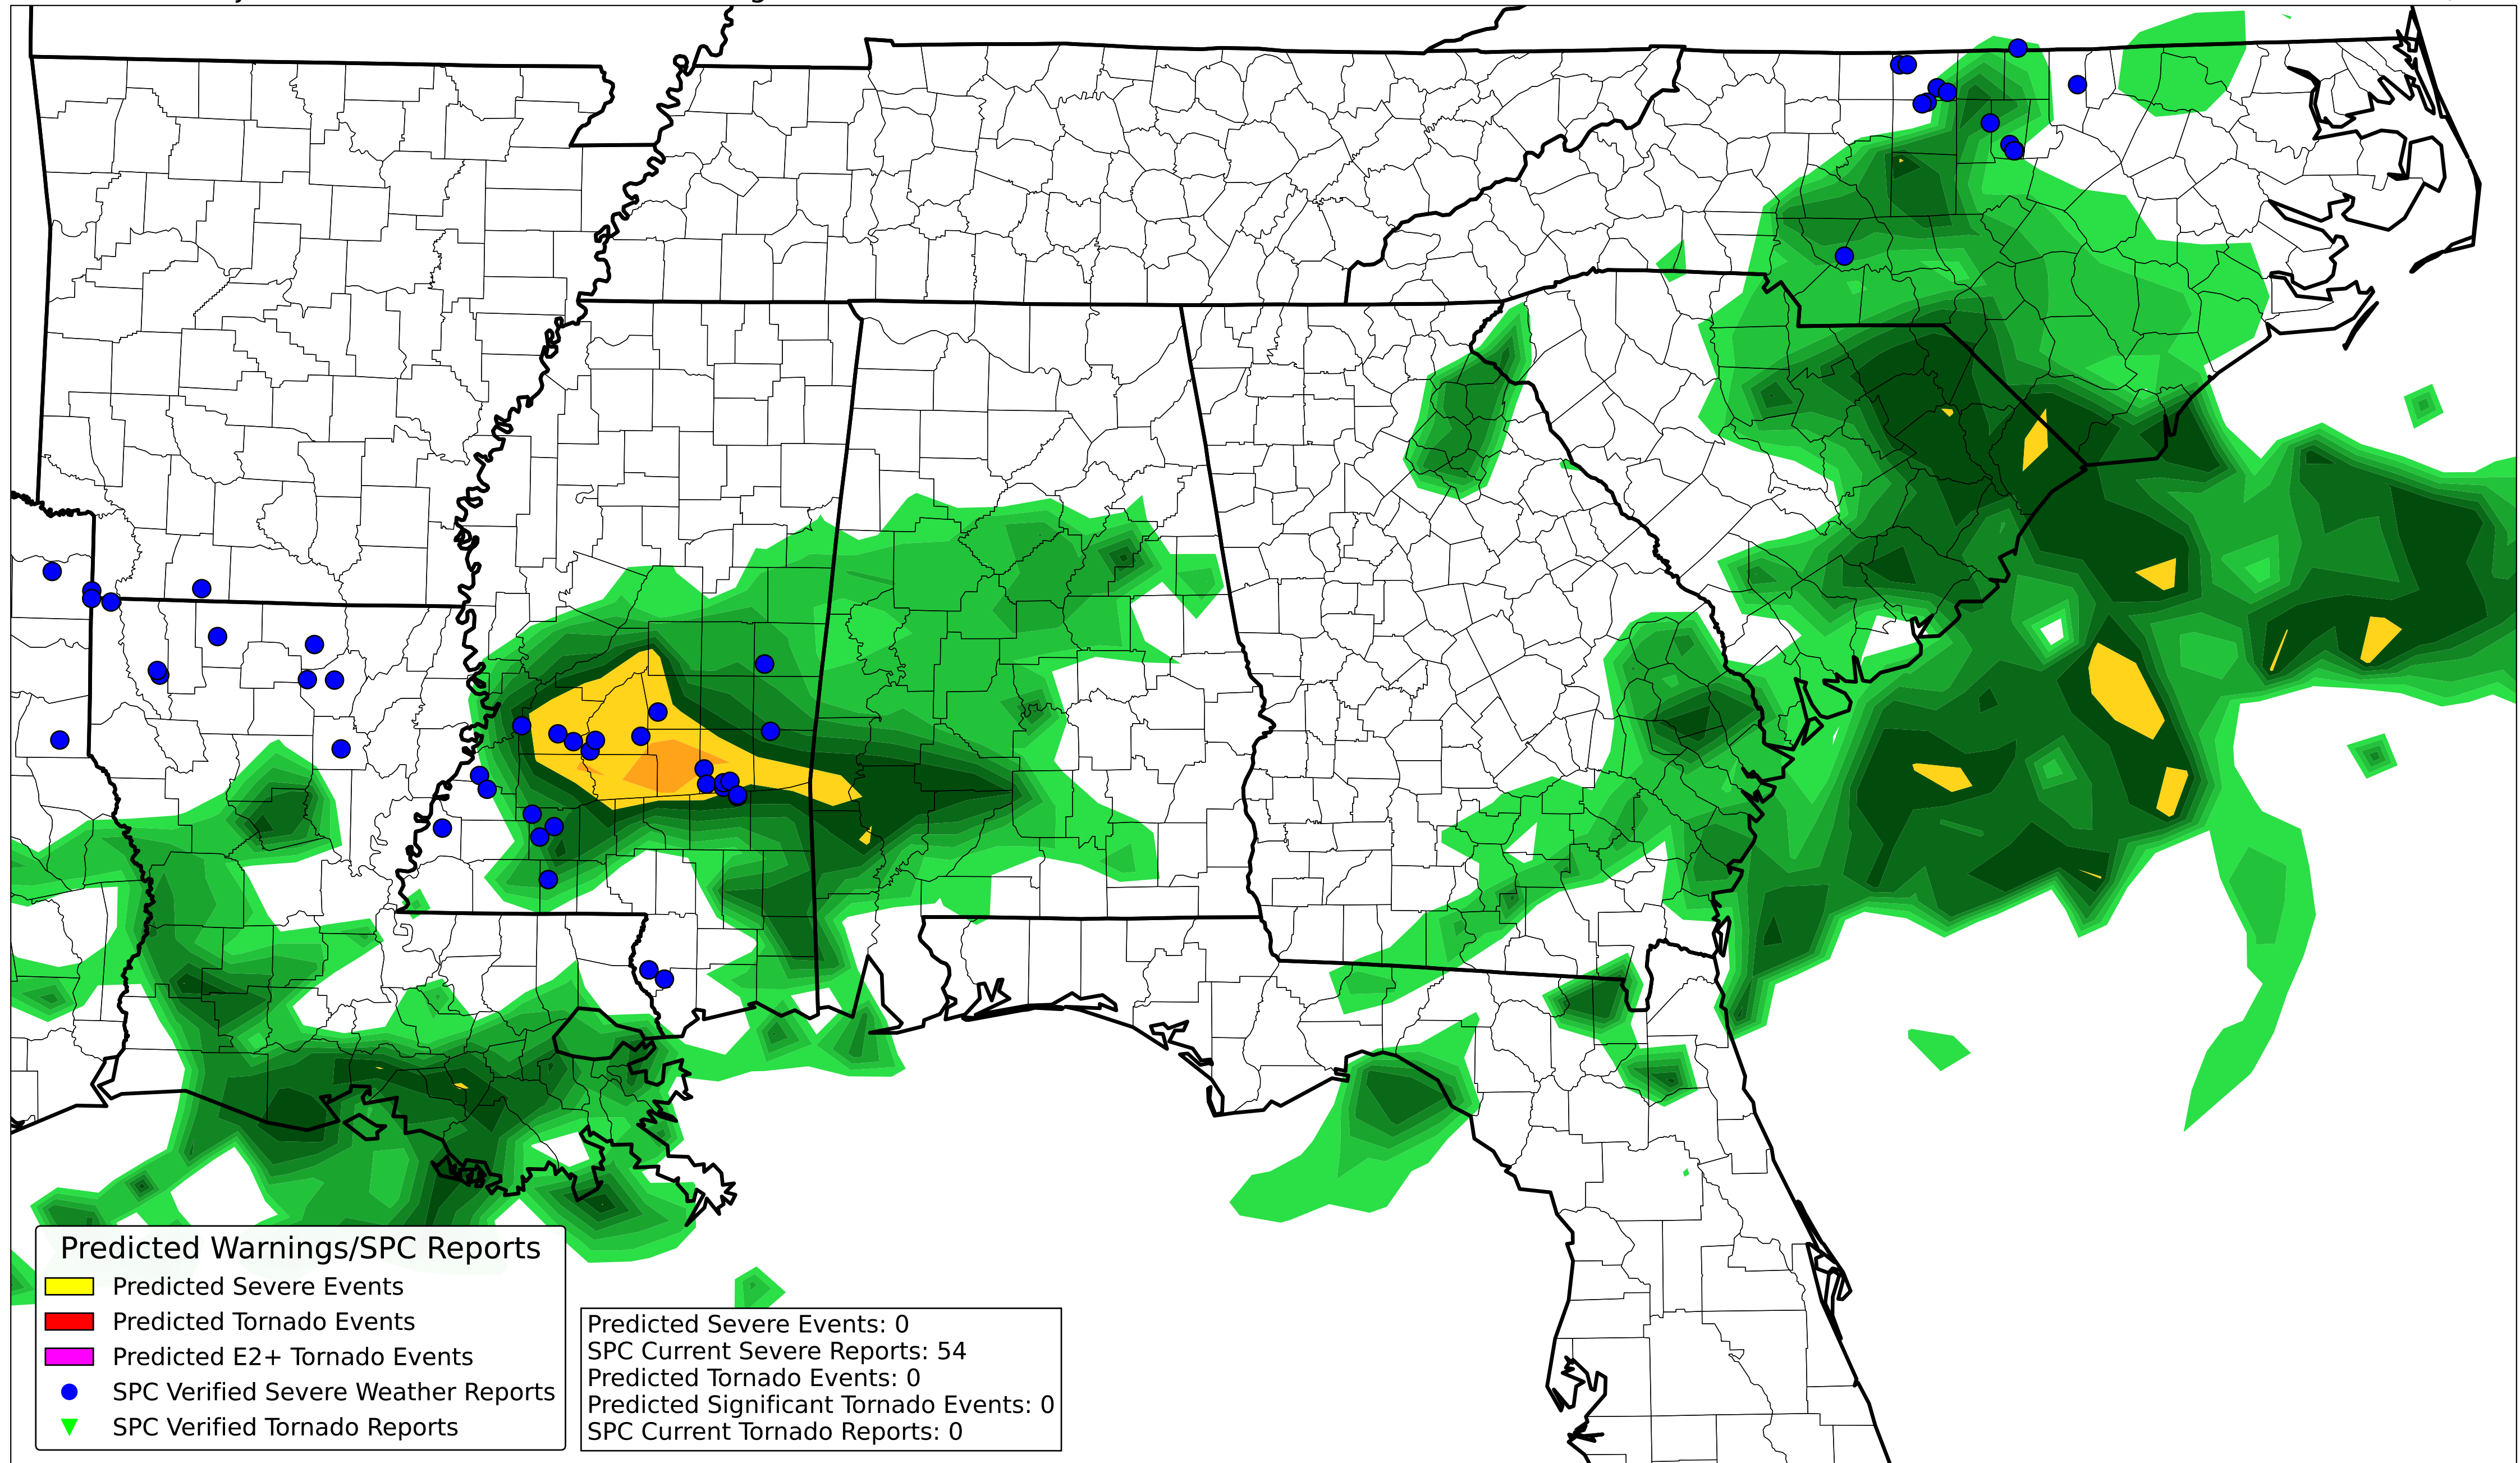 Predicted Warnings/SPC Reports
Predicted Severe Events
Predicted Tornado Events
Predicted E2+ Tornado Events
SPC Verified Severe Weather Reports
SPC Verified Tornado Reports
Predicted Severe Events: 0
SPC Current Severe Reports: 54
Predicted Tornado Events: 0
Predicted Significant Tornado Events: 0
SPC Current Tornado Reports: 0